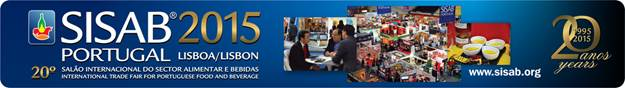 SISAB® 2015
PORTUGAL LISBOA/LISBON
20º SALÃO INTERNACIONAL DO SECTOR ALIMENTAR E BEBIDAS
INTERNATIONAL TRADE FAIR FOR PORTUGUESE FOOD AND BEVERAGE
SISAB
www.sisab.org
20
1995
2015
anos
years